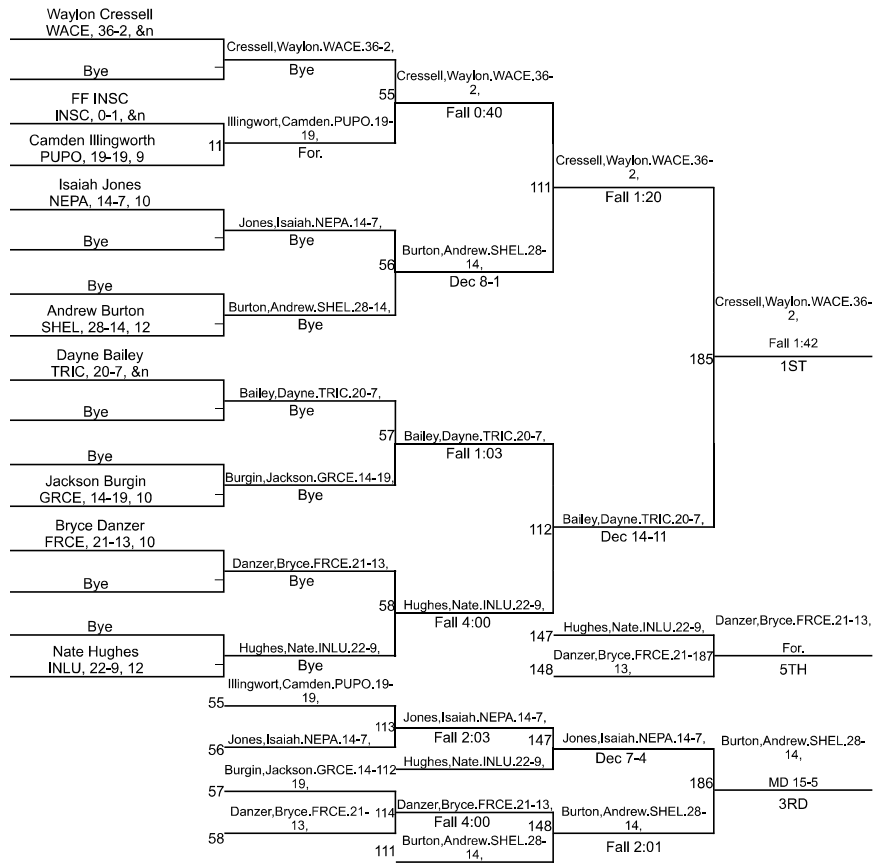 Waylon Cressell
WACE, 36-2, &n
Bye
Cressell,Waylon.WACE.36-2,
Bye
FF INSC
INSC, 0-1, &n
Camden Illingworth
PUPO, 19-19, 9
11
Illingwort,Camden.PUPO.19-
19,
For.
55
Cressell,Waylon.WACE.36-
2,
Fall 0:40
Isaiah Jones
NEPA, 14-7, 10
Bye
Jones,Isaiah.NEPA.14-7,
Bye
Bye
Andrew Burton
SHEL, 28-14, 12
Burton,Andrew.SHEL.28-14,
Bye
56
Burton,Andrew.SHEL.28-
14,
Dec 8-1
111
Cressell,Waylon.WACE.36-
2,
Fall 1:20
Dayne Bailey
TRIC, 20-7, &n
Bye
Bailey,Dayne.TRIC.20-7,
Bye
Bye
Jackson Burgin
GRCE, 14-19, 10
Burgin,Jackson.GRCE.14-19,
Bye
57
Bailey,Dayne.TRIC.20-7,
Fall 1:03
Bryce Danzer
FRCE, 21-13, 10
Bye
Danzer,Bryce.FRCE.21-13,
Bye
Bye
Nate Hughes
INLU, 22-9, 12
Hughes,Nate.INLU.22-9,
Bye
58
Hughes,Nate.INLU.22-9,
Fall 4:00
112
Bailey,Dayne.TRIC.20-7,
Dec 14-11
185
Cressell,Waylon.WACE.36-
2,
Fall 1:42
1ST
147
Hughes,Nate.INLU.22-9,
148
Danzer,Bryce.FRCE.21-
13,
187
Danzer,Bryce.FRCE.21-13,
For.
5TH
55
Illingwort,Camden.PUPO.19-
19,
56
Jones,Isaiah.NEPA.14-7,
113
Jones,Isaiah.NEPA.14-7,
Fall 2:03
112
Hughes,Nate.INLU.22-9,
147
Jones,Isaiah.NEPA.14-7,
Dec 7-4
57
Burgin,Jackson.GRCE.14-
19,
58
Danzer,Bryce.FRCE.21-
13,
114
Danzer,Bryce.FRCE.21-13,
Fall 4:00
111
Burton,Andrew.SHEL.28-
14,
148
Burton,Andrew.SHEL.28-
14,
Fall 2:01
186
Burton,Andrew.SHEL.28-
14,
MD 15-5
3RD